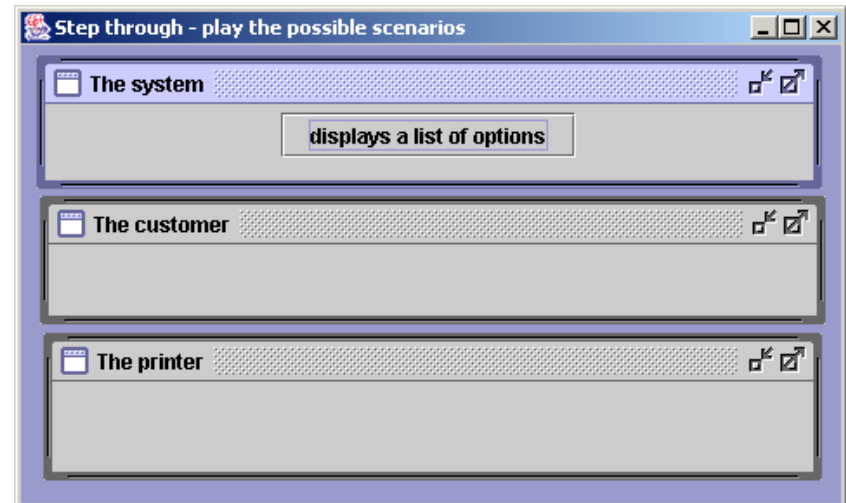 Step through - play the possible scenarios
The system
displays a list of options
The customer
The printer